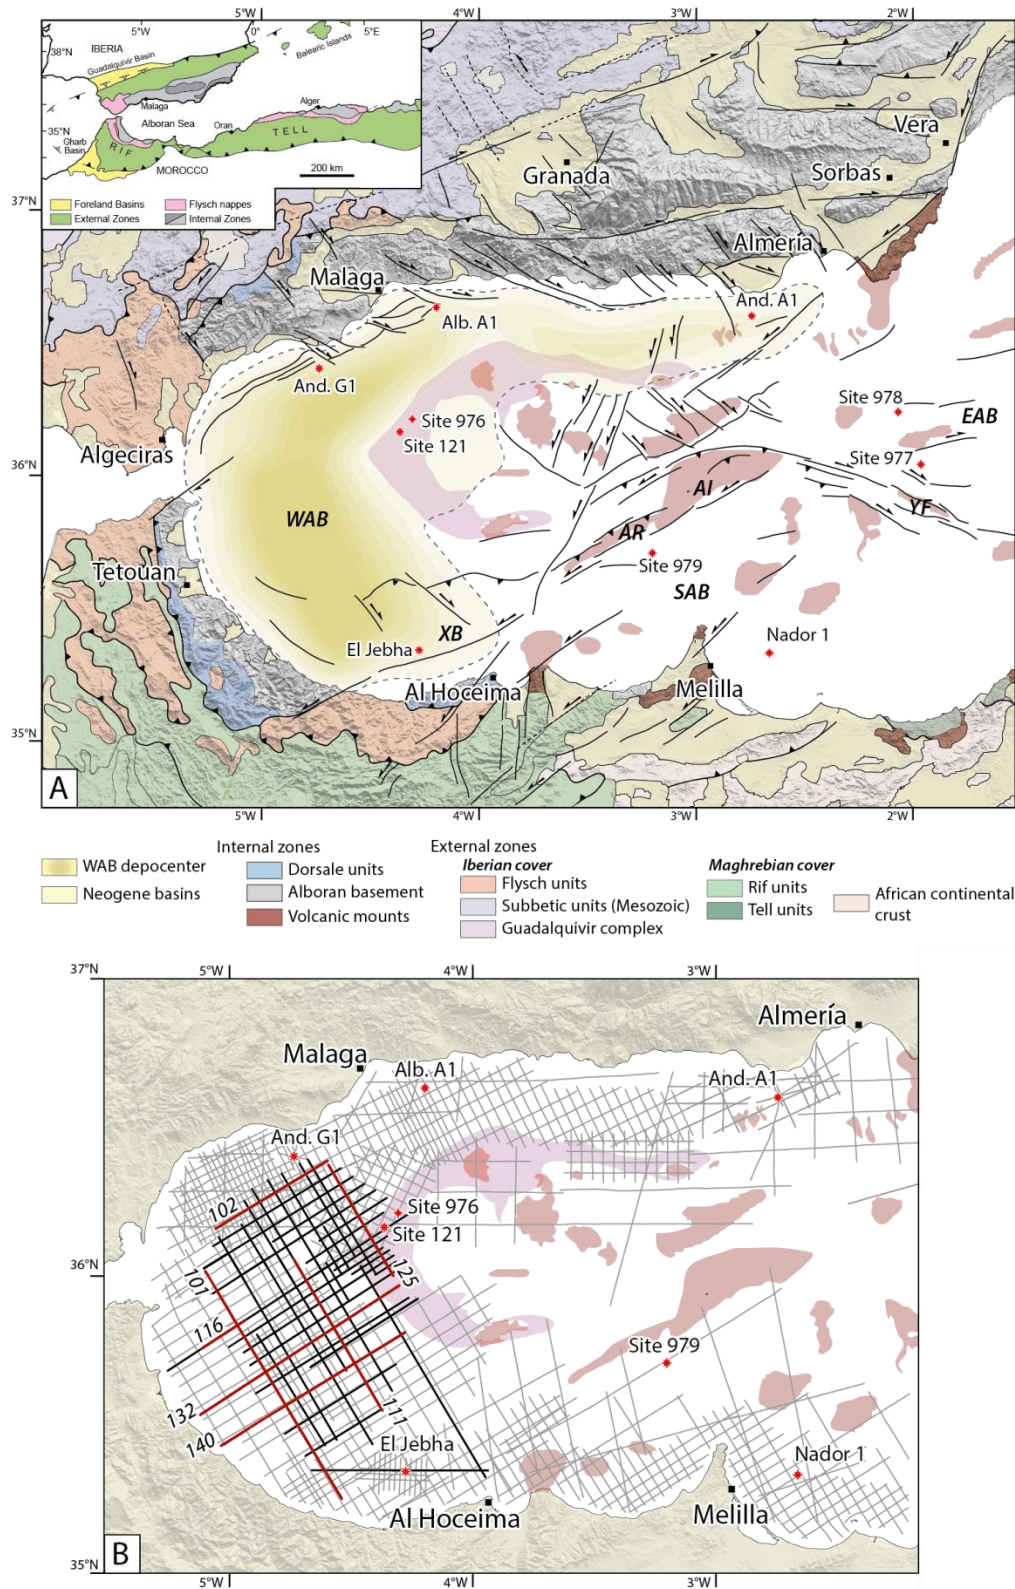 5°W
4°W
3°W
2°W
5°W
0°
5°E
38°N
IBERIA
Balearic Islands
Guadalquivir Basin
Malaga
Alger
35°N
Alboran Sea
Oran
TELL
Gharb
Basin
RIF
MOROCCO
200 km
Foreland Basins
Flysch nappes
External Zones
Internal Zones
37°N
Vera
Granada
Sorbas
Almería
Malaga
And. A1
Alb. A1
And. G1
Site 976
Site 978
EAB
Site 121
Algeciras
Site 977
36°N
AI
YF
WAB
AR
Site 979
Tetouan
SAB
XB
Nador 1
El Jebha
Al Hoceima
Melilla
35°N
A
5°W
4°W
3°W
2°W
Internal zones
External zones
WAB depocenter
Dorsale units
Iberian cover
Maghrebian cover
Neogene basins
Alboran basement
Flysch units
Rif units
African continental
crust
Volcanic mounts
Subbetic units (Mesozoic)
Tell units
Guadalquivir complex
37°N
5°W
4°W
3°W
Almería
Malaga
Alb. A1
And. A1
And. G1
102
Site 976
Site 121
36°N
101
125
116
Site 979
132
111
140
El Jebha
Nador 1
Al Hoceima
Melilla
B
35°N
5°W
4°W
3°W